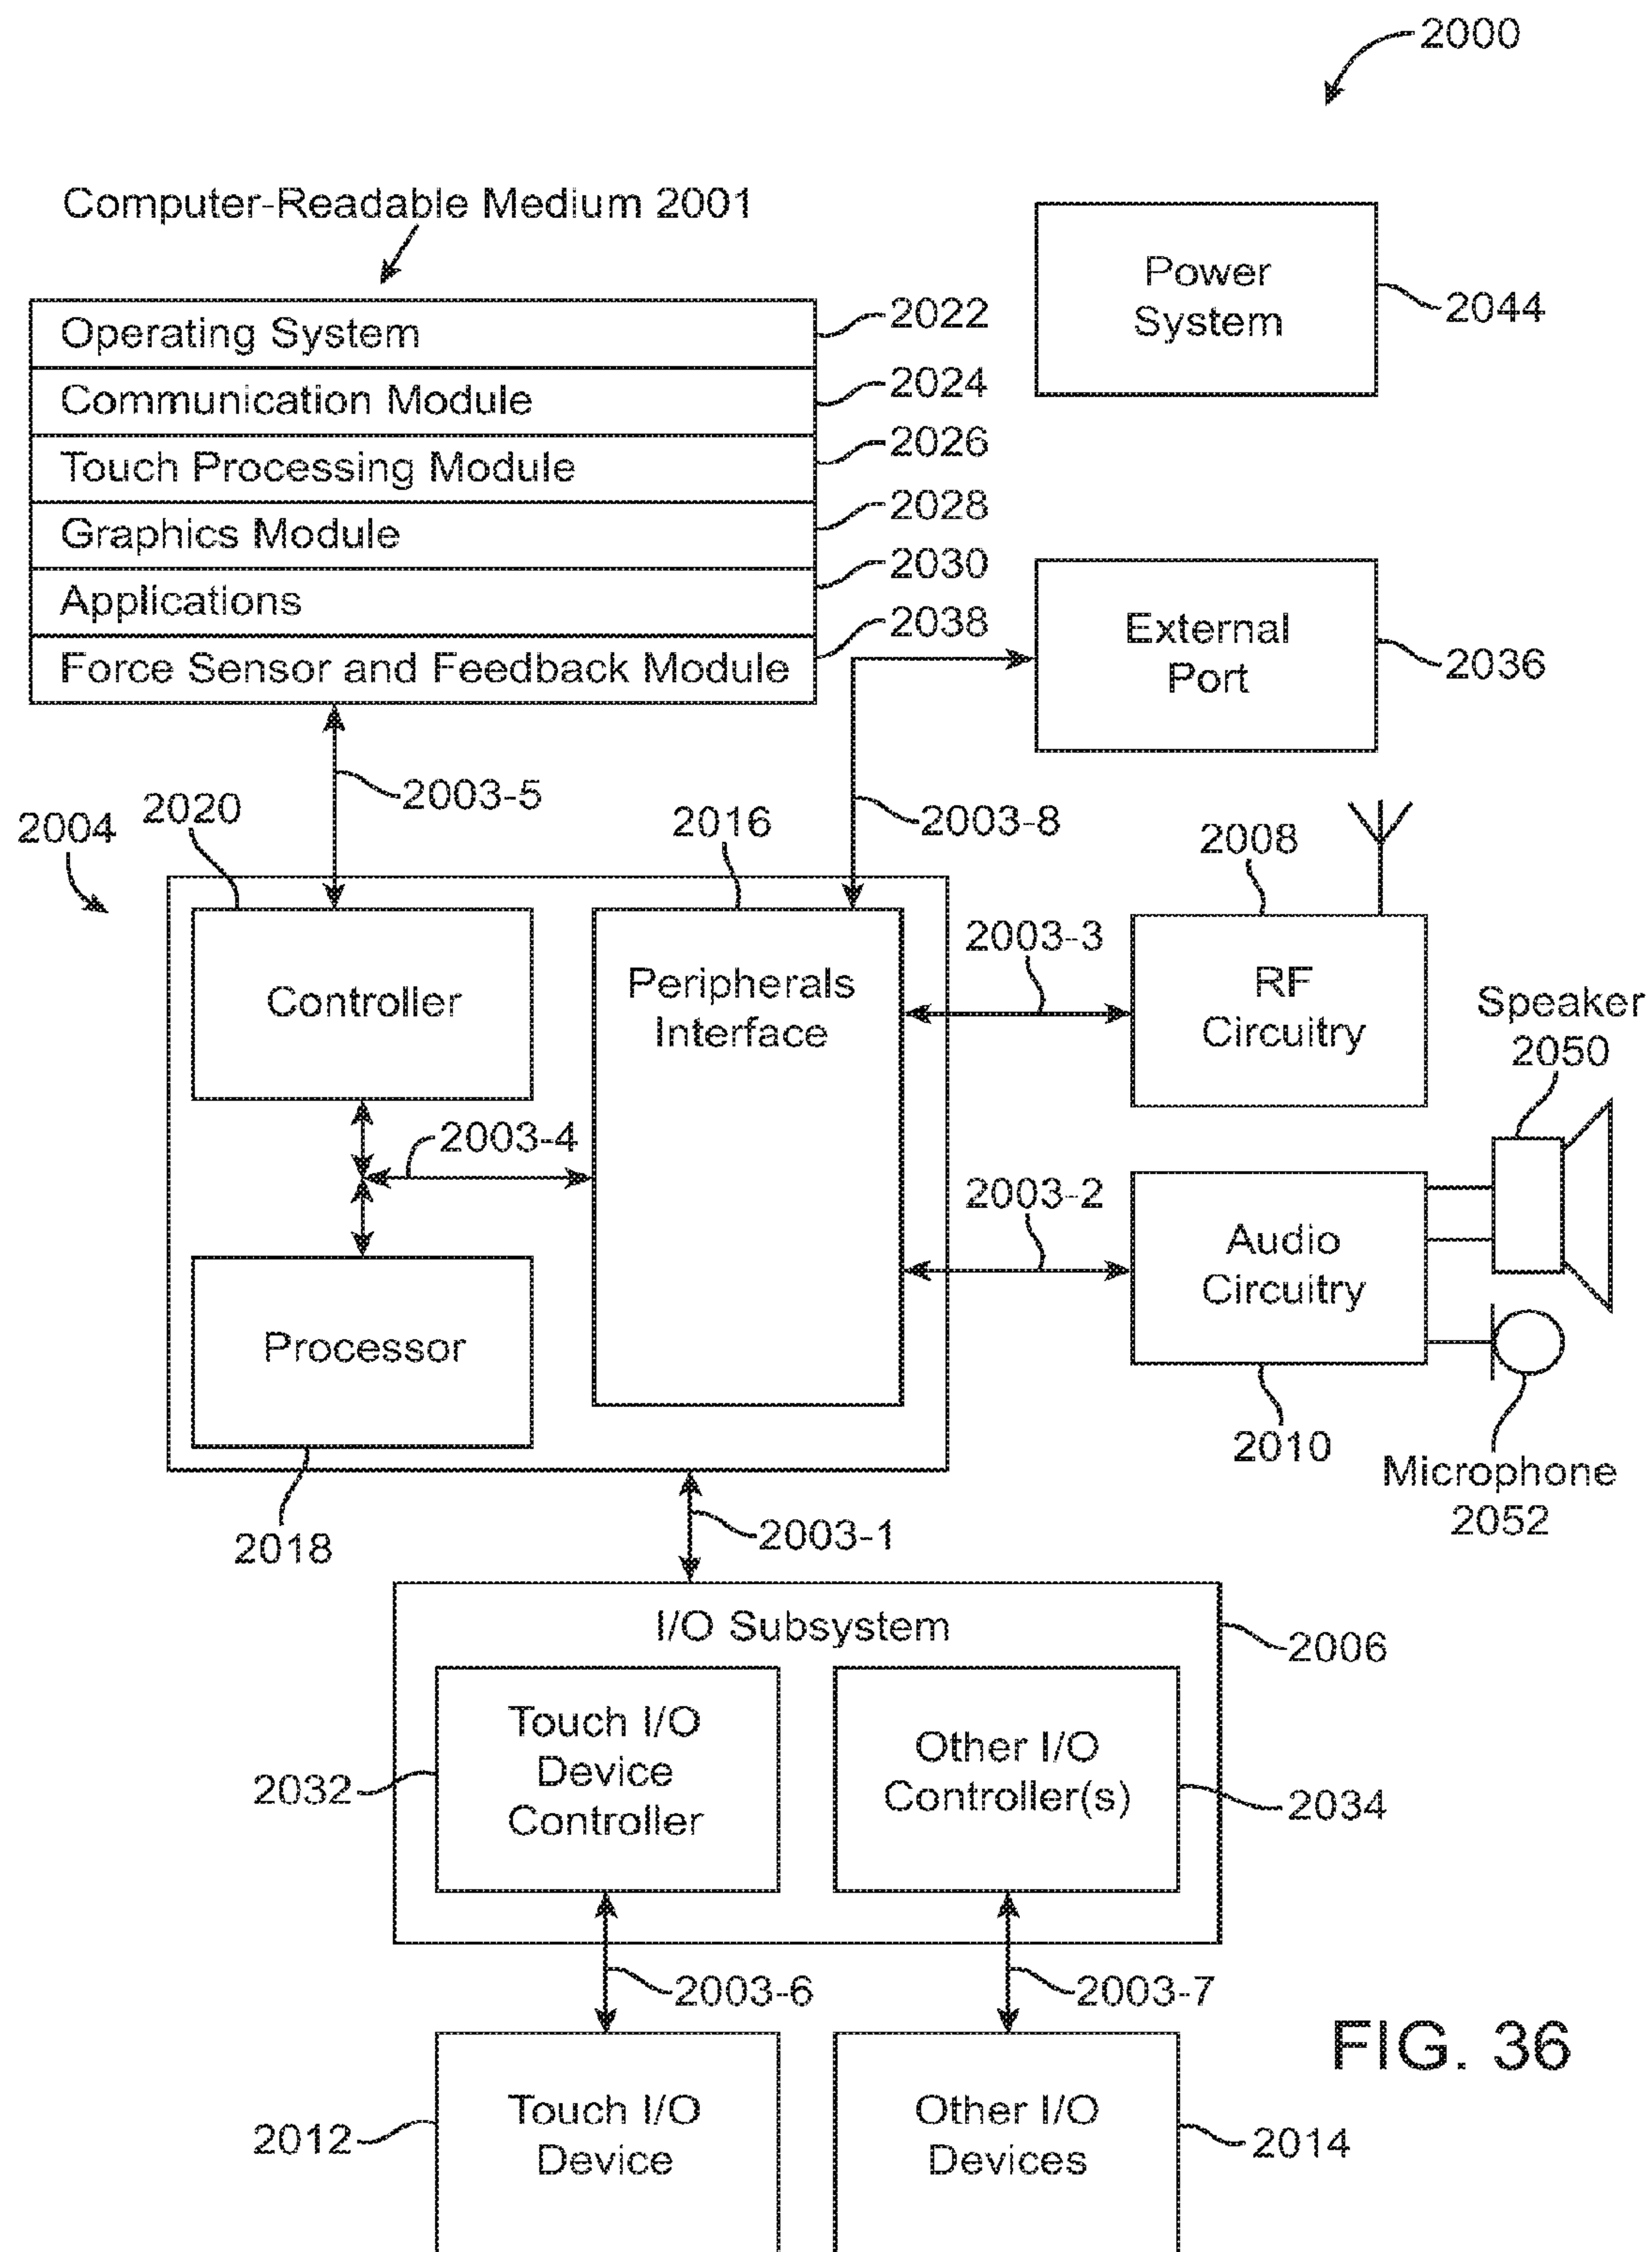 2000
Computer-Readable Medium 2001
Power
System
2044
Operating System
2022
Communication Module
2024
Touch Processing Module
2026
Graphics Module
2028
Applications
2030
Force Sensor and Feedback Module
2038
External
Port
2036
2003-5
2003-8
2004
2020
2016
2008
Controller
Peripherals
Interface
2003-3
RF
Circuitry
Speaker
2050
2003-4
2003-2
Audio
Circuitry
Processor
2010
Microphone
2052
2018
2003-1
I/O Subsystem
2006
Touch I/O
Device
Controller
2032
Other I/O
Controller(s)
2034
2003-6
2003-7
FIG. 36
Touch I/O
Device
2012
Other I/O
Devices
2014